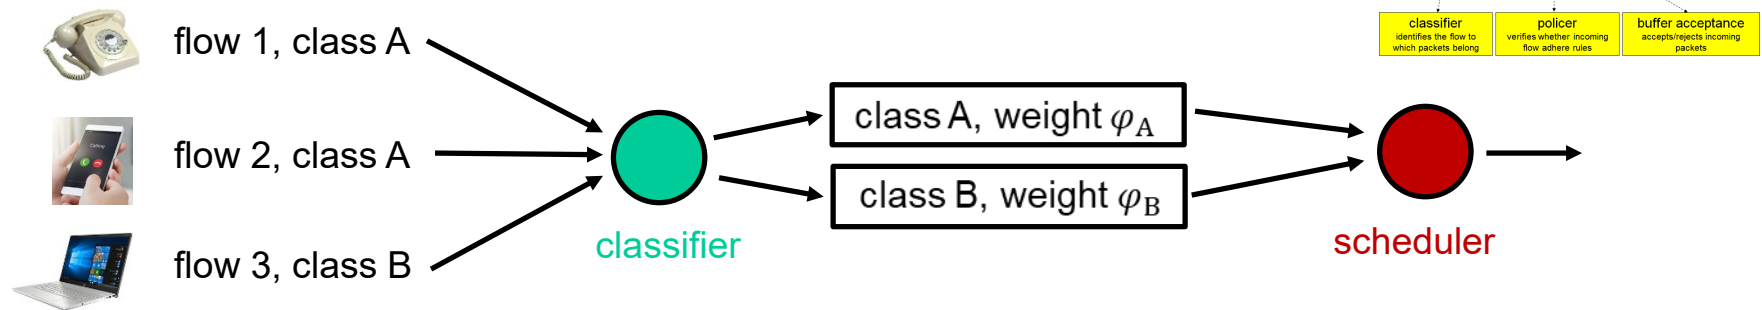 flow 1, class A
flow 2, class A
flow 3, class B
classifier
class A, weight φA
class B, weight φB
scheduler
classifier
identifies the flow to
which packets belong
policer
verifies whether incoming
flow adhere rules
buffer acceptance
accepts/rejects incoming
packets
Calling